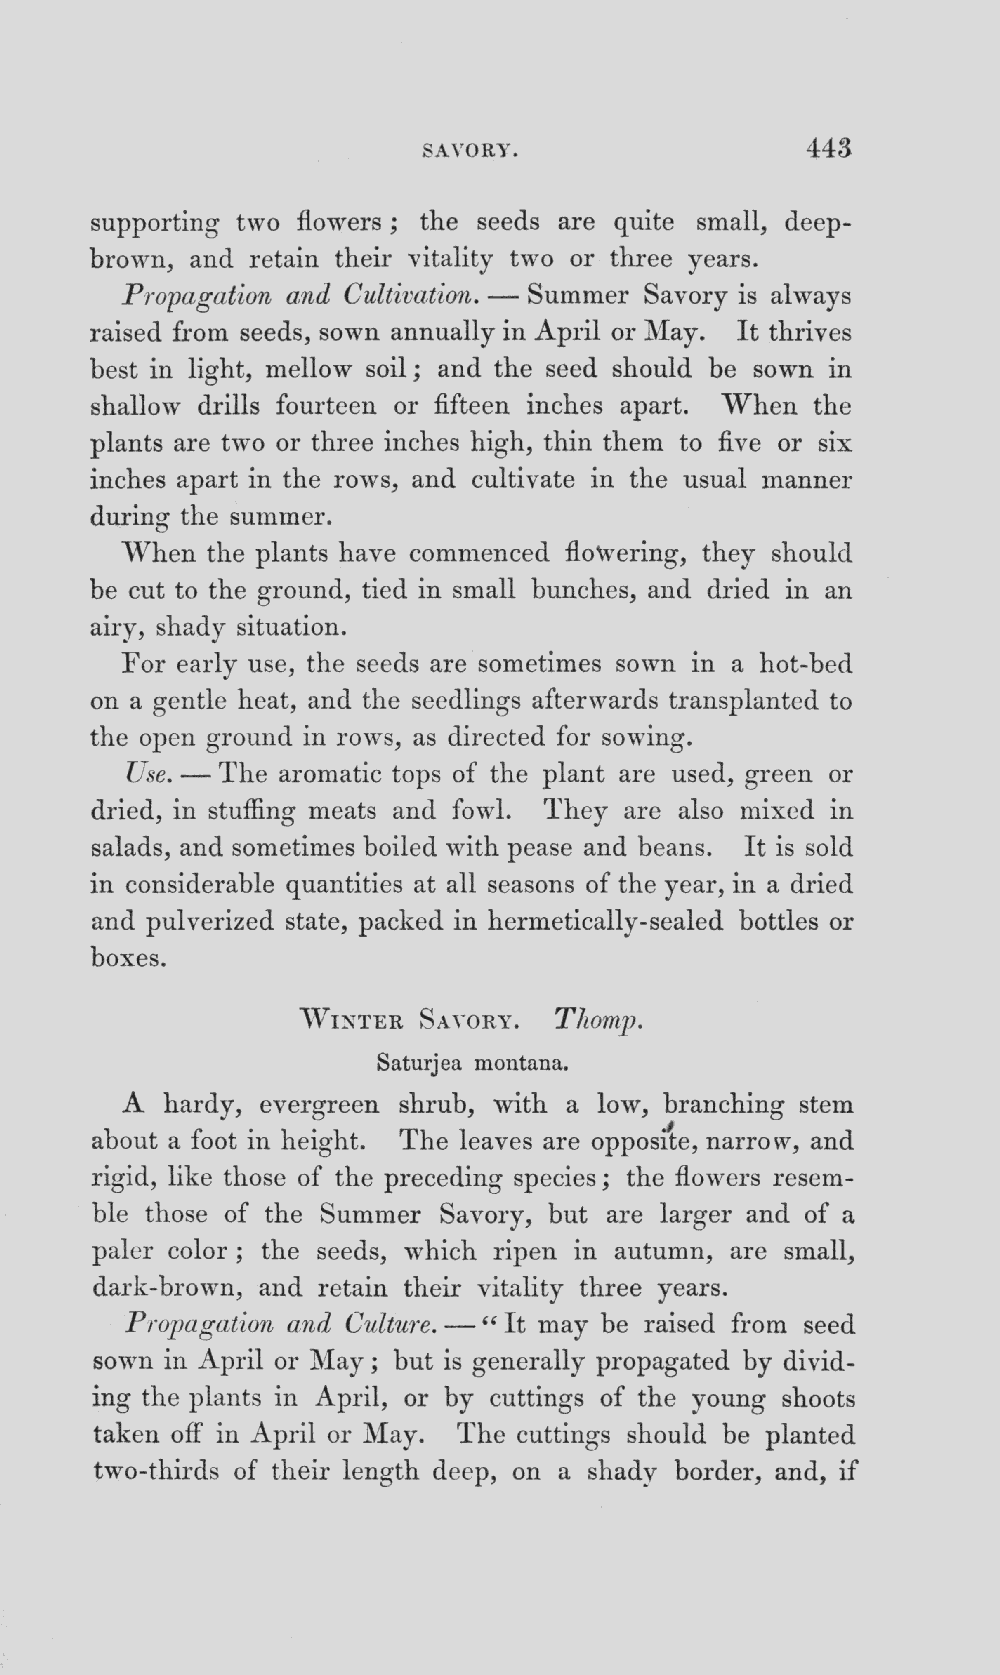 SAVORY. 443
supporting two flowers; the seeds are quite small, deep-
brown, and retain their vitality two or three years.
Propagation and Cultivation. — Summer Savory is always
raised from seeds, sown annually in April or May. It thrives
best in light, mellow soil; and the seed should be sown in
shallow drills fourteen or fifteen inches apart. When the
plants are two or three inches high, thin them to five or six
inches apart in the rows, and cultivate in the usual manner
during the summer.
When the plants have commenced flowering, they should
be cut to the ground, tied in small bunches, and dried in an
airy, shady situation.
For early use, the seeds are sometimes sown in a hot-bed
on a gentle heat, and the seedlings afterwards transplanted to
the open ground in rows, as directed for sowing.
Use. — The aromatic tops of the plant are used, green or
dried, in stuffing meats and fowl. They are also mixed in
salads, and sometimes boiled with pease and beans. It is sold
in considerable quantities at all seasons of the year, in a dried
and pulverized state, packed in hermetically-sealed bottles or
boxes.
WINTER SAVORY. Thomp.
Saturjea montana.
A hardy, evergreen shrub, with a low, branching stem
about a foot in height. The leaves are opposite, narrow, and
rigid, like those of the preceding species; the flowers resem-
ble those of the Summer Savory, but are larger and of a
paler color; the seeds, which ripen in autumn, are small,
dark-brown, and retain their vitality three years.
Propagation and Culture. — "It may be raised from seed
sown in April or May; but is generally propagated by divid-
ing the plants in April, or by cuttings of the young shoots
taken off in April or May. The cuttings should be planted
two-thirds of their length deep, on a shady border, and, if